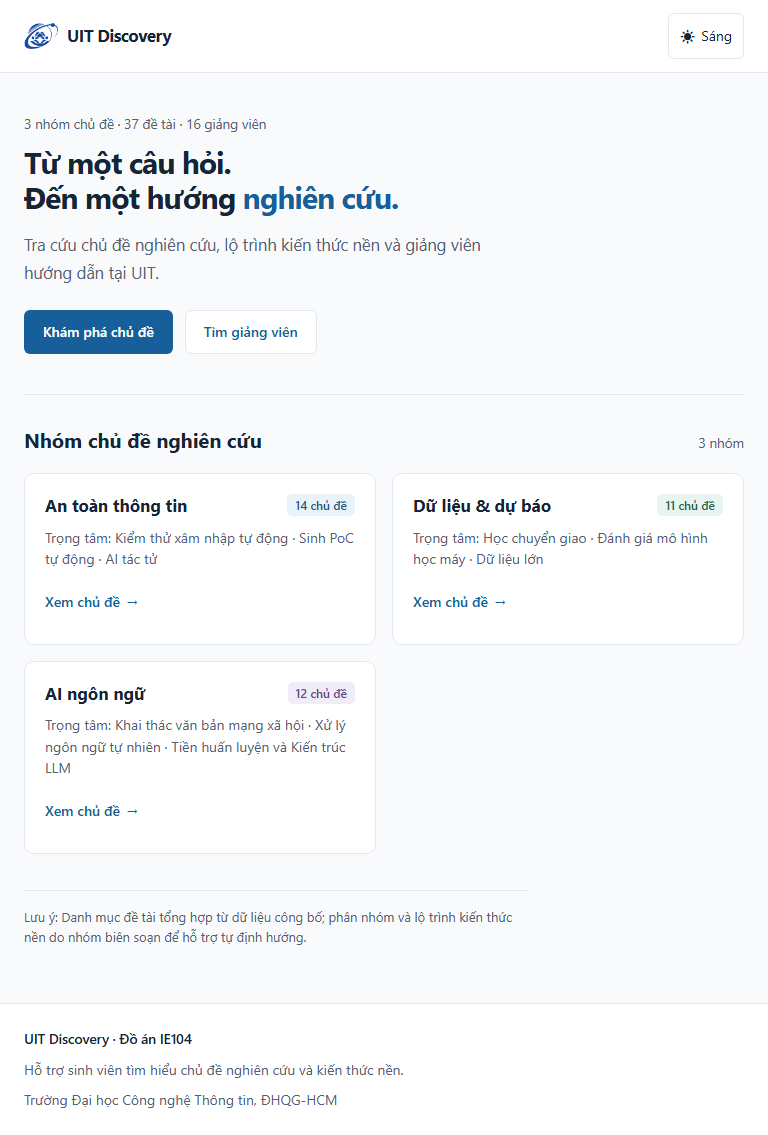 UIT Discovery
Sáng
3 nhóm chủ đề · 37 đề tài · 16 giảng viên
Từ một câu hỏi.
Đến một hướng nghiên cứu.
Tra cứu chủ đề nghiên cứu, lộ trình kiến thức nền và giảng viên
hướng dẫn tại UIT.
Khám phá chủ đề
Tìm giảng viên
Nhóm chủ đề nghiên cứu
3 nhóm
An toàn thông tin
14 chủ đề
Trọng tâm: Kiểm thử xâm nhập tự động · Sinh PoC
tự động · AI tác tử
Xem chủ đề →
Dữ liệu & dự báo
11 chủ đề
Trọng tâm: Học chuyển giao · Đánh giá mô hình
học máy · Dữ liệu lớn
Xem chủ đề →
AI ngôn ngữ
12 chủ đề
Trọng tâm: Khai thác văn bản mạng xã hội · Xử lý
ngôn ngữ tự nhiên · Tiền huấn luyện và Kiến trúc
LLM
Xem chủ đề →
Lưu ý: Danh mục đề tài tổng hợp từ dữ liệu công bố; phân nhóm và lộ trình kiến thức
nền do nhóm biên soạn để hỗ trợ tự định hướng.
UIT Discovery · Đồ án IE104
Hỗ trợ sinh viên tìm hiểu chủ đề nghiên cứu và kiến thức nền.
Trường Đại học Công nghệ Thông tin, ĐHQG-HCM